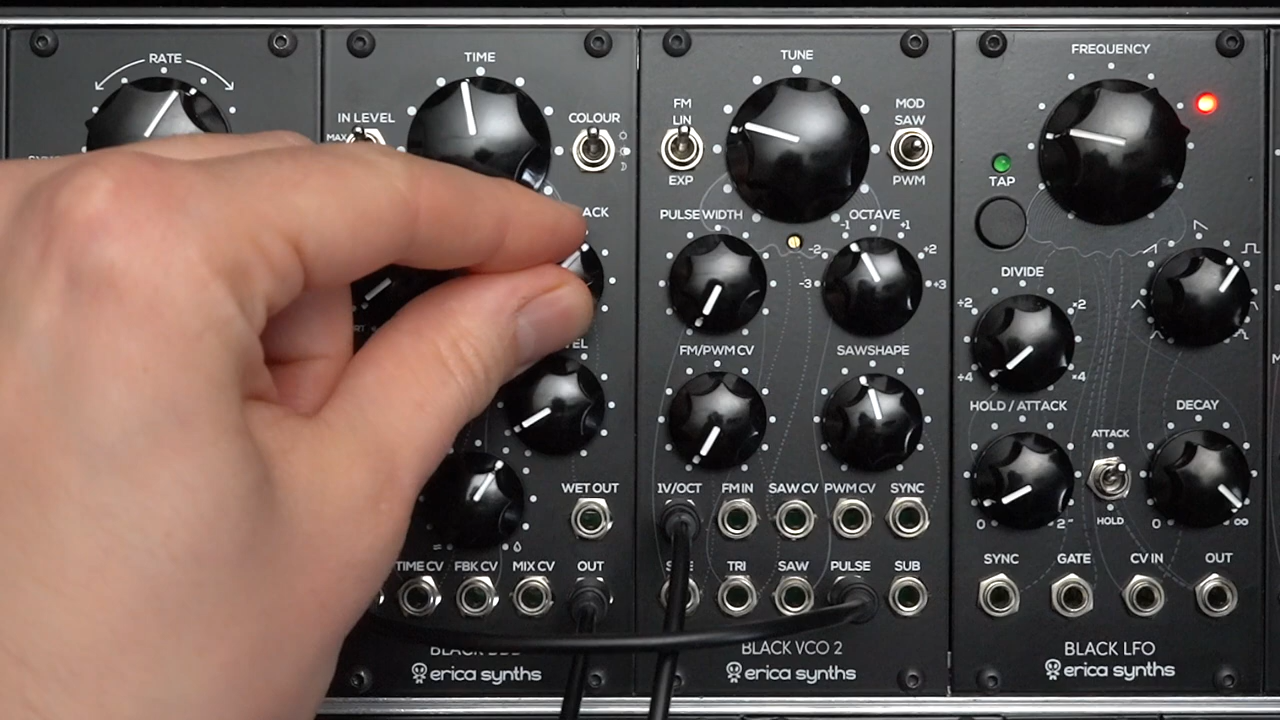 RATE
TIME
IN LEVEL
MAX
COLOUR
ACK
TUNE
FM
LIN
EXP
MOD
SAW
PWM
PULSE WIDTH
OCTAVE
-3
-2
-1
+1
+2
+3
FM/PWM CV
SAWSHAPE
1V/OCT
FM IN
SAW CV
PWM CV
SYNC
TRI
SAW
PULSE
SUB
BLACK VCO 2
erica synths
WET OUT
TIME CV
FBK CV
MIX CV
OUT
erica synths
FREQUENCY
TAP
DIVIDE
÷2
×2
÷4
×4
HOLD / ATTACK
0
2"
ATTACK
HOLD
DECAY
0
∞
SYNC
GATE
CV IN
OUT
BLACK LFO
erica synths